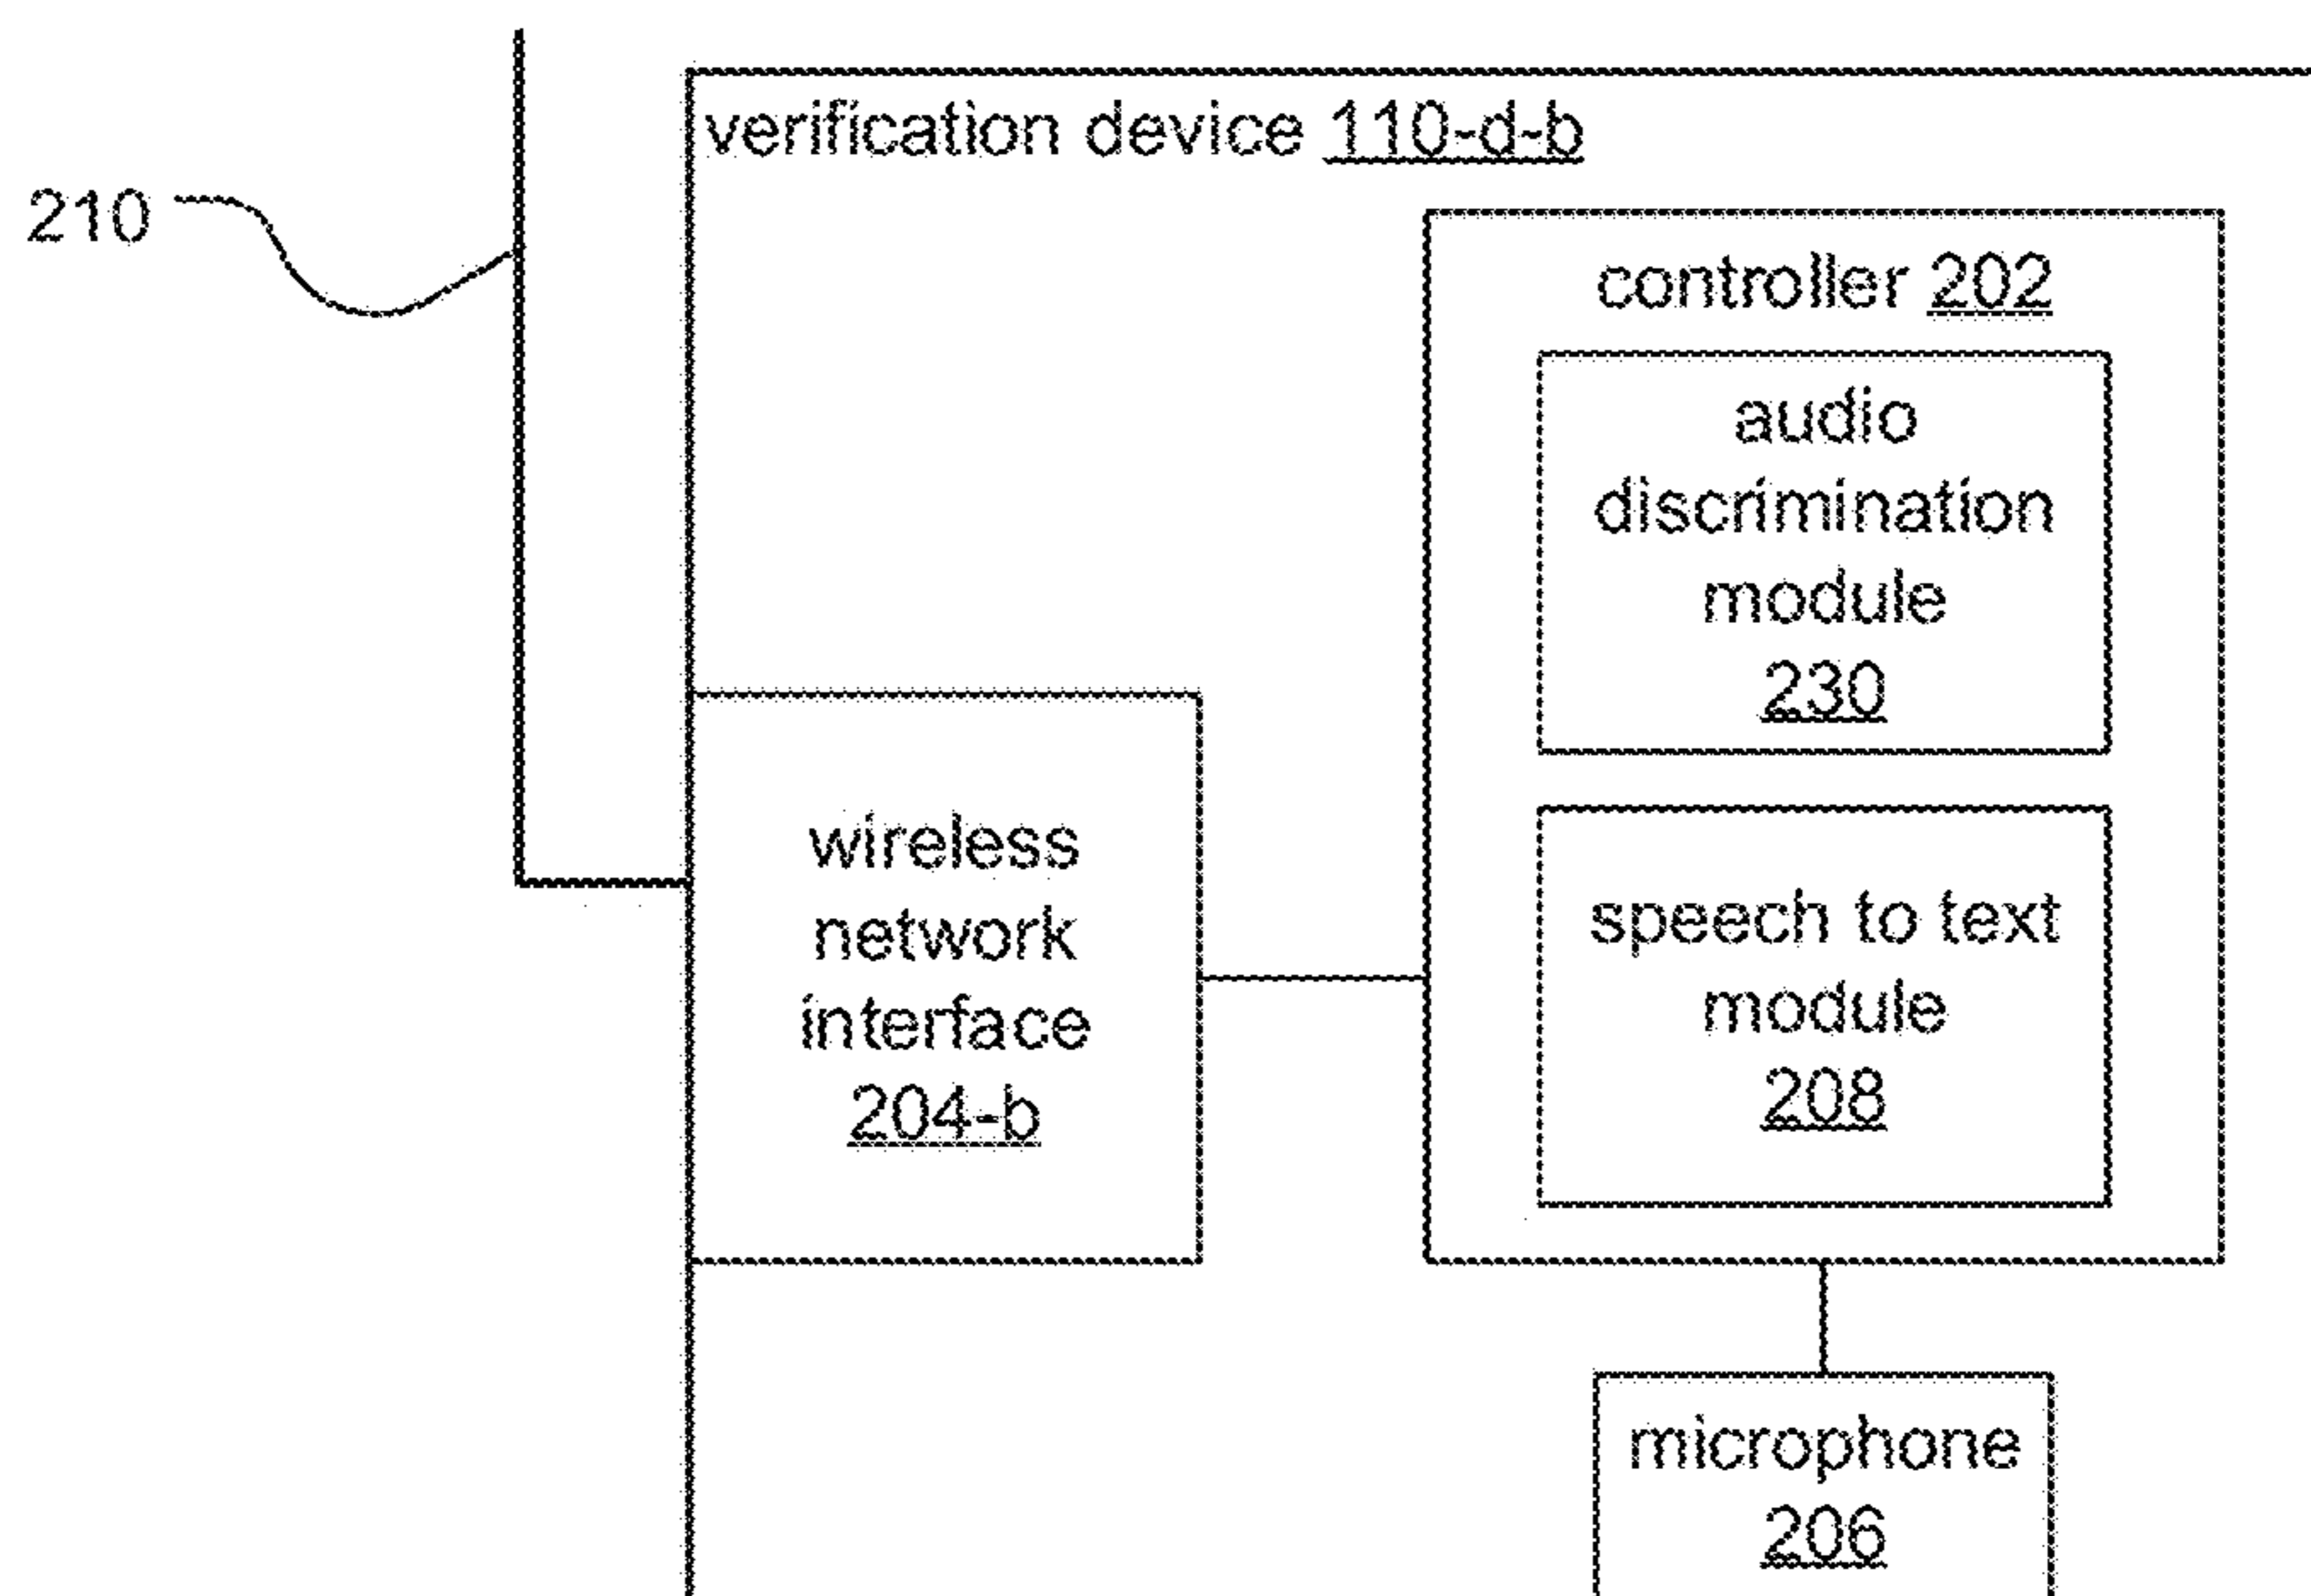 verification device 110-d-b
210
controller 202
audio
discrimination
module
230
wireless
network
interface
204-b
speech to text
module
208
microphone
206